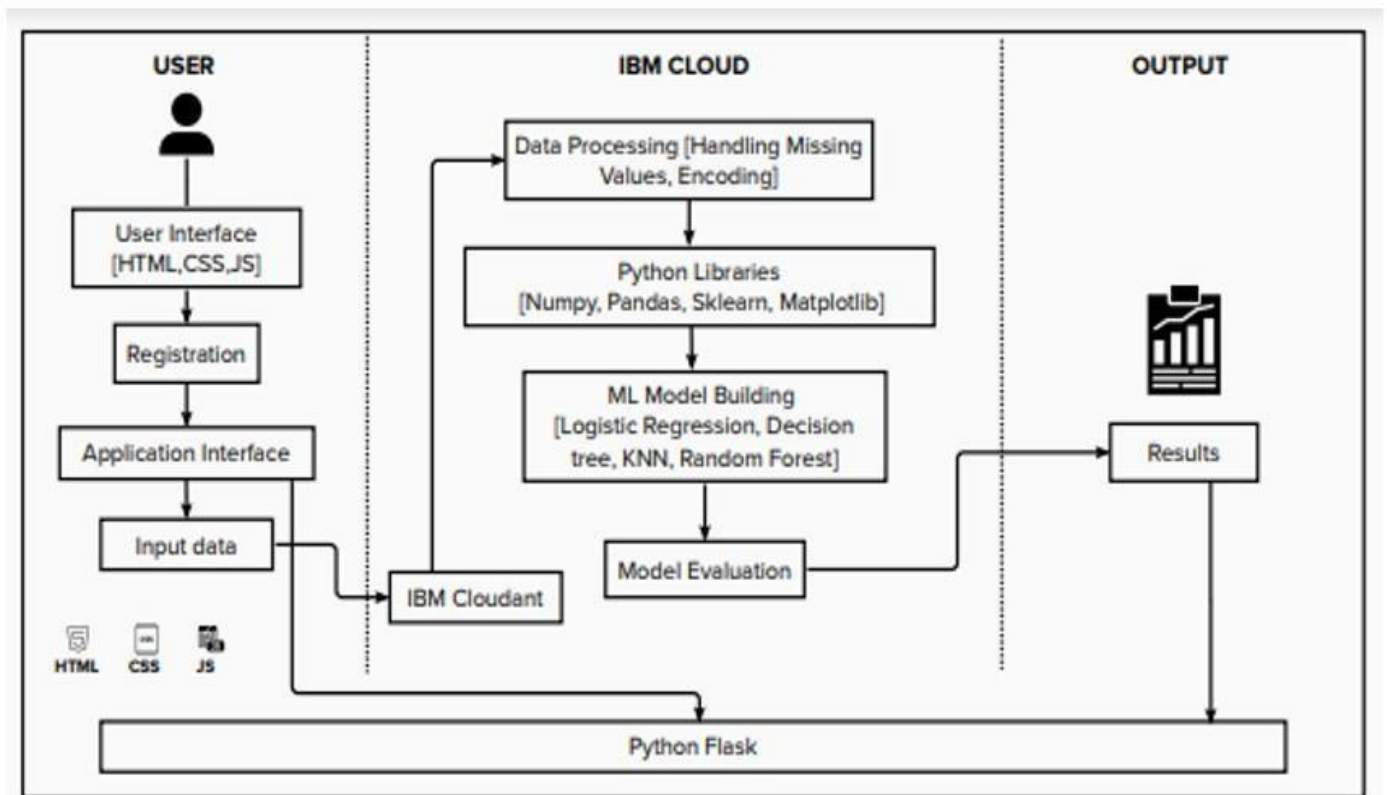 USER
User Interface
[HTML,CSS,JS]
Registration
Application Interface
Input data
HTML
CSS
JS
IBM CLOUD
Data Processing [Handling Missing
Values, Encoding]
Python Libraries
[Numpy, Pandas, Sklearn, Matplotlib]
ML Model Building
[Logistic Regression, Decision
tree, KNN, Random Forest]
Model Evaluation
IBM Cloudant
OUTPUT
Results
Python Flask